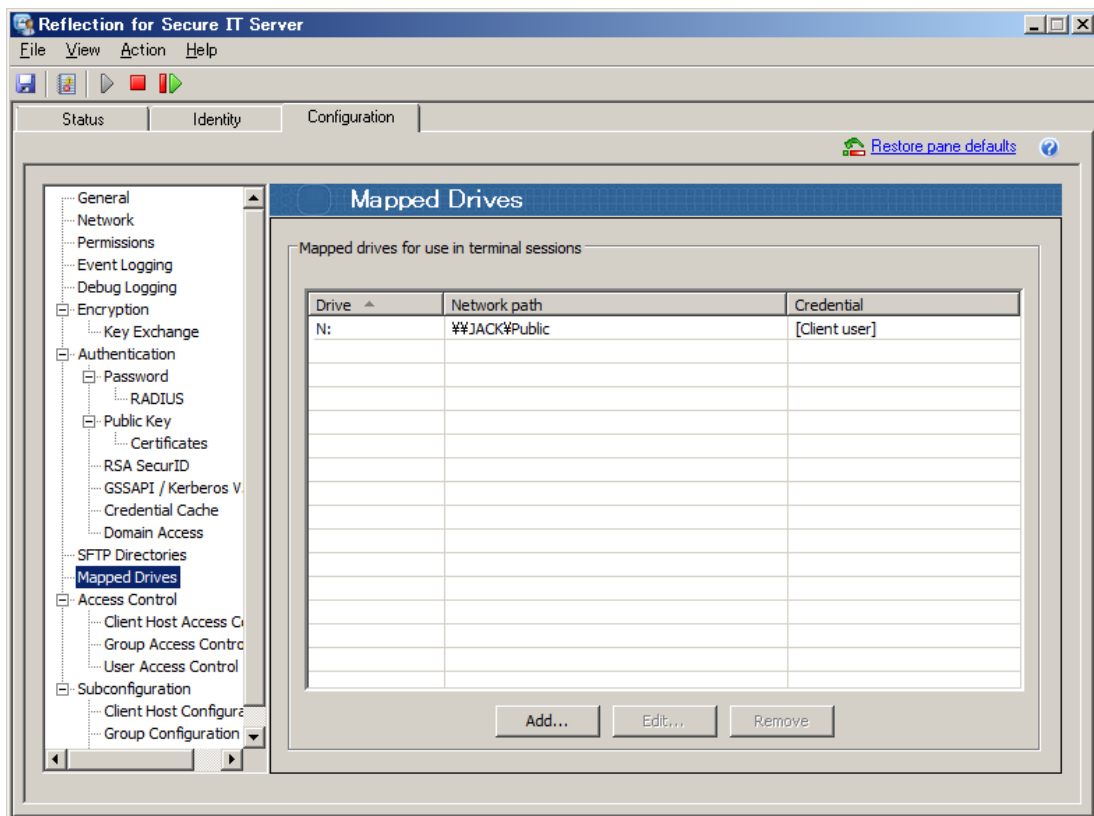 Reflection for Secure IT Server
File View Action Help
Status Identity Configuration
Restore pane defaults
General
Network
Permissions
Event Logging
Debug Logging
Encryption
Key Exchange
Authentication
Password
RADIUS
Public Key
Certificates
RSA SecurID
GSSAPI / Kerberos V
Credential Cache
Domain Access
SFTP Directories
Mapped Drives
Access Control
Client Host Access C
Group Access Contro
User Access Control
Subconfiguration
Client Host Configura
Group Configuration
Mapped Drives
Mapped drives for use in terminal sessions
Drive Network path Credential
N: ¥¥JACK¥Public [Client user]
Add... Edit... Remove